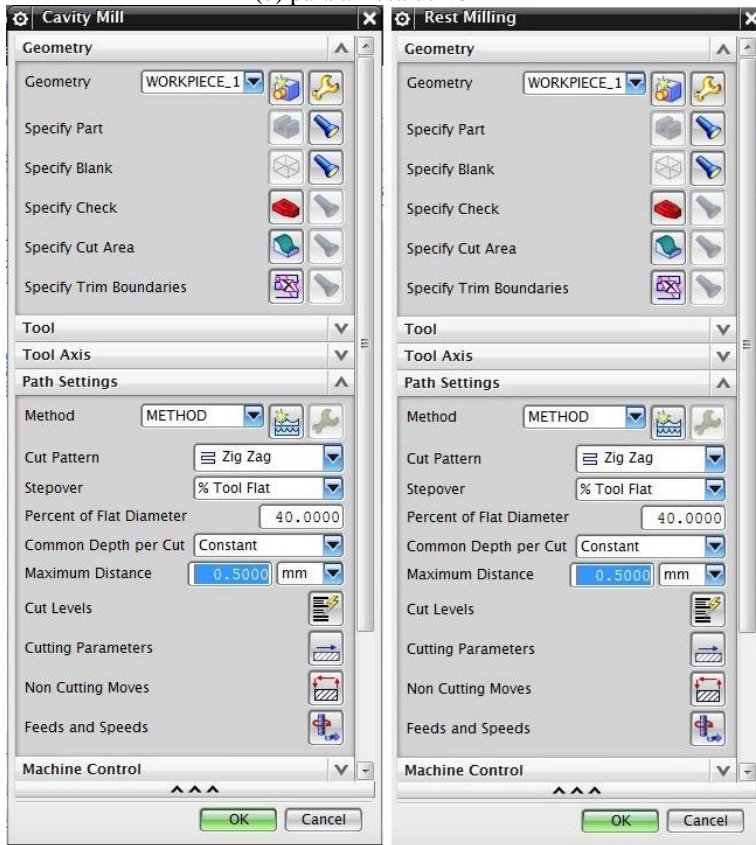 Cavity Mill
Geometry
Geometry WORKPIECE_1
Specify Part
Specify Blank
Specify Check
Specify Cut Area
Specify Trim Boundaries
Tool
Tool Axis
Path Settings
Method METHOD
Cut Pattern Zig Zag
Stepover % Tool Flat
Percent of Flat Diameter 40.0000
Common Depth per Cut Constant
Maximum Distance 0.5000 mm
Cut Levels
Cutting Parameters
Non Cutting Moves
Feeds and Speeds
Machine Control
OK Cancel
Rest Milling
Geometry
Geometry WORKPIECE_1
Specify Part
Specify Blank
Specify Check
Specify Cut Area
Specify Trim Boundaries
Tool
Tool Axis
Path Settings
Method METHOD
Cut Pattern Zig Zag
Stepover % Tool Flat
Percent of Flat Diameter 40.0000
Common Depth per Cut Constant
Maximum Distance 0.5000 mm
Cut Levels
Cutting Parameters
Non Cutting Moves
Feeds and Speeds
Machine Control
OK Cancel